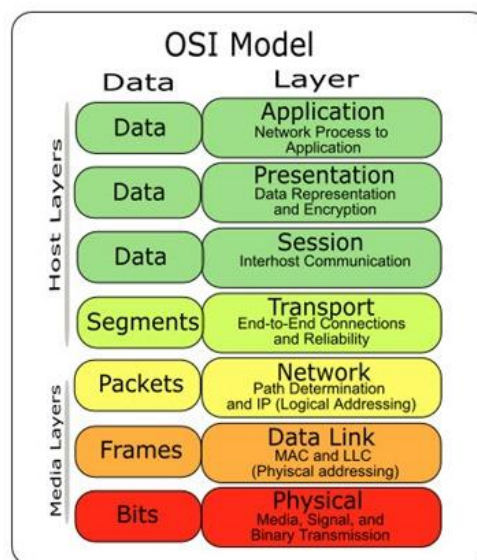 OSI Model
Data Layer
Host Layers
Data
Application
Network Process to
Application
Data
Presentation
Data Representation
and Encryption
Data
Session
Interhost Communication
Segments
Transport
End-to-End Connections
and Reliability
Media Layers
Packets
Network
Path Determination
and IP (Logical Addressing)
Frames
Data Link
MAC and LLC
(Phyiscal addressing)
Bits
Physical
Media, Signal, and
Binary Transmission